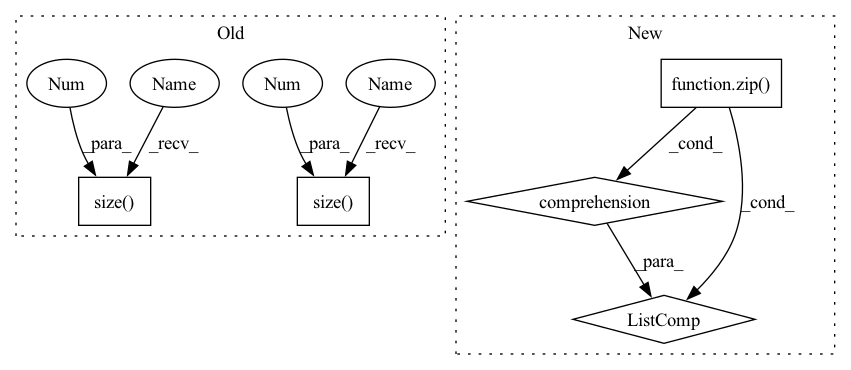 Old
New
Num
Name
Num
Name
function.zip()
_para_
_recv_
_para_
_recv_
_cond_
size()
size()
comprehension
_cond_
_para_
ListComp